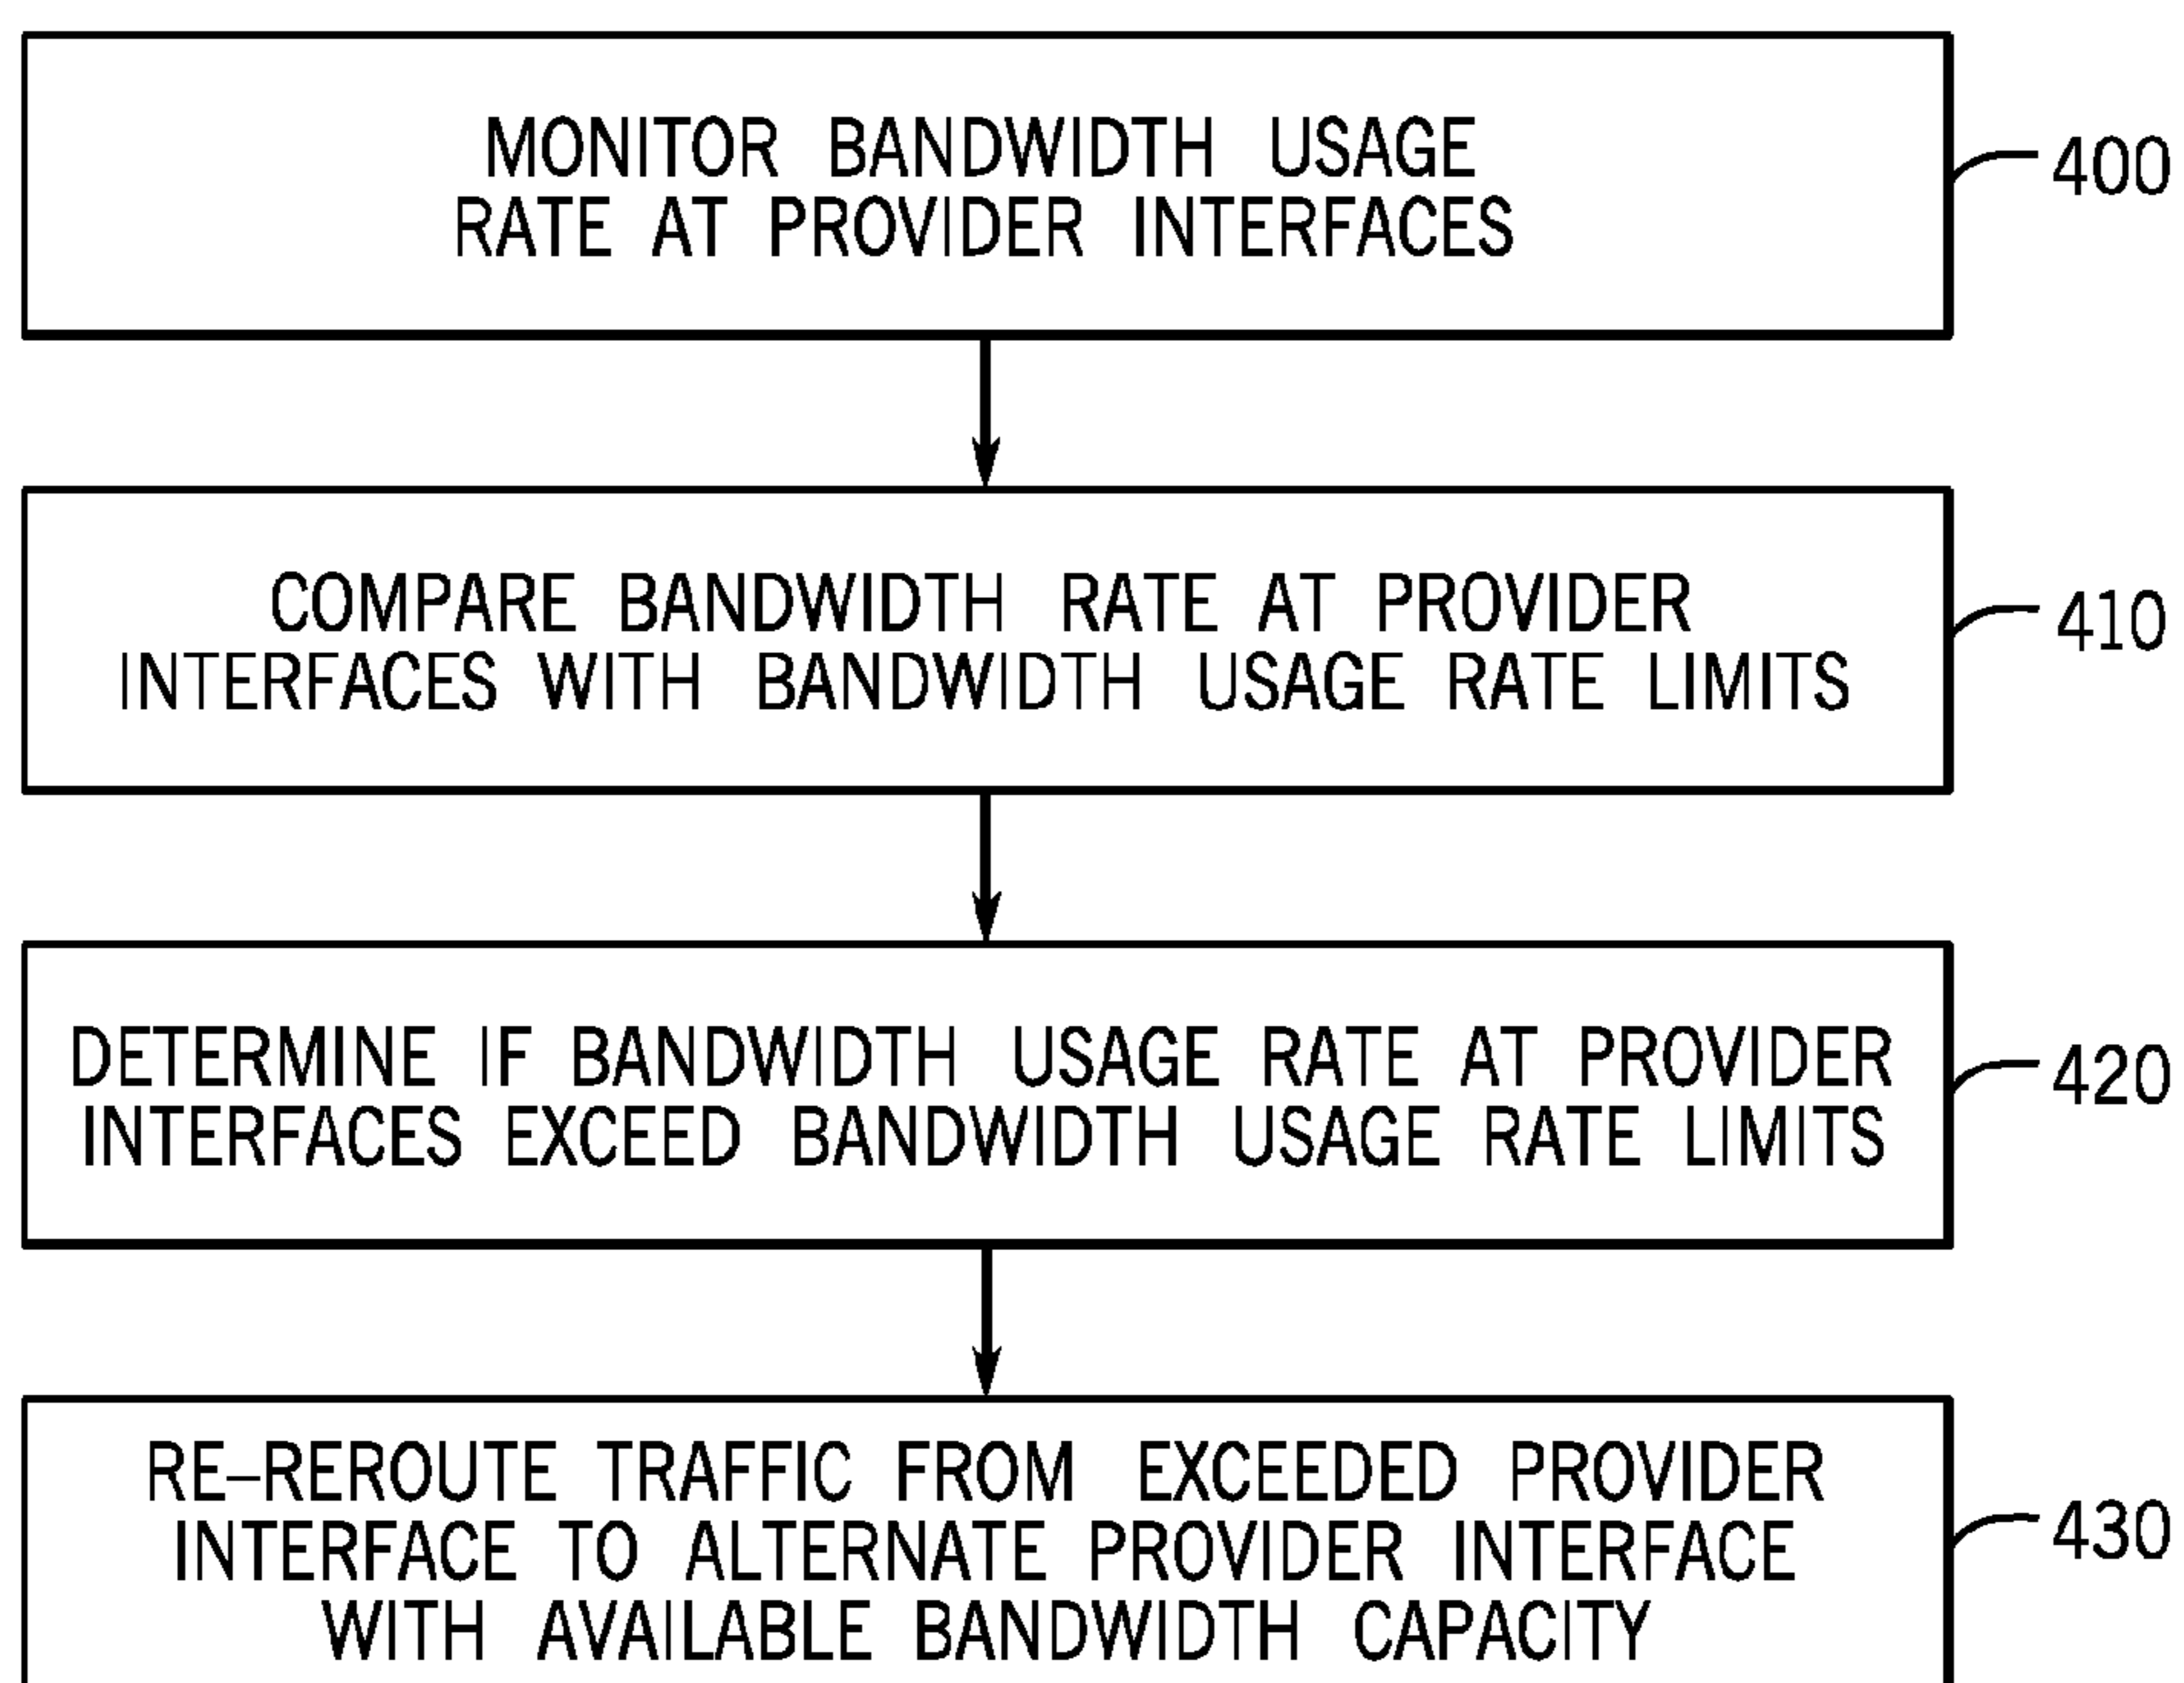 MONITOR BANDWIDTH USAGE
RATE AT PROVIDER INTERFACES
400
COMPARE BANDWIDTH RATE AT PROVIDER
INTERFACES WITH BANDWIDTH USAGE RATE LIMITS
410
DETERMINE IF BANDWIDTH USAGE RATE AT PROVIDER
INTERFACES EXCEED BANDWIDTH USAGE RATE LIMITS
420
RE–REROUTE TRAFFIC FROM EXCEEDED PROVIDER
INTERFACE TO ALTERNATE PROVIDER INTERFACE
WITH AVAILABLE BANDWIDTH CAPACITY
430